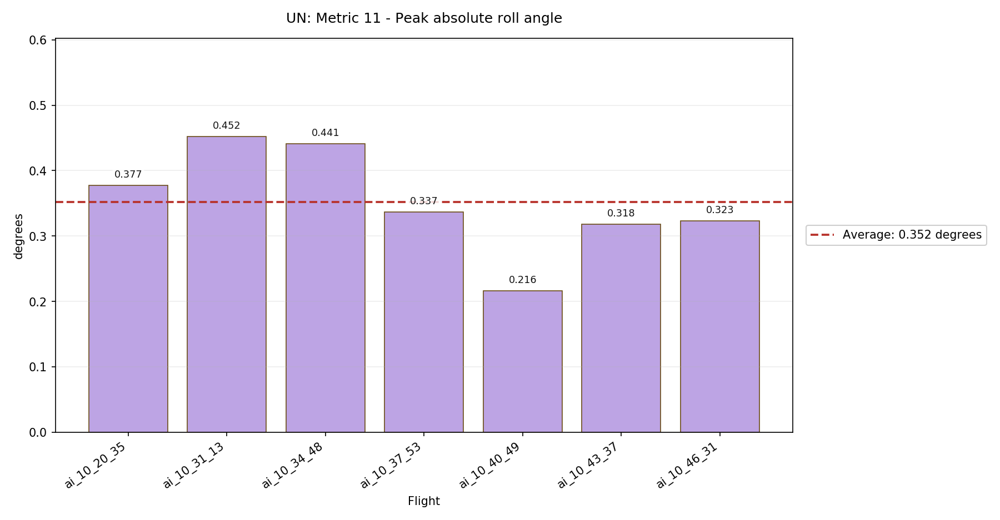 UN: Metric 11 - Peak absolute roll angle
0.6
0.5
0.4
0.3
0.2
0.1
0.0
degrees
0.377
0.452
0.441
0.337
0.216
0.318
0.323
Average: 0.352 degrees
ai_10_20_35
ai_10_31_13
ai_10_34_48
ai_10_37_53
ai_10_40_49
ai_10_43_37
ai_10_46_31
Flight